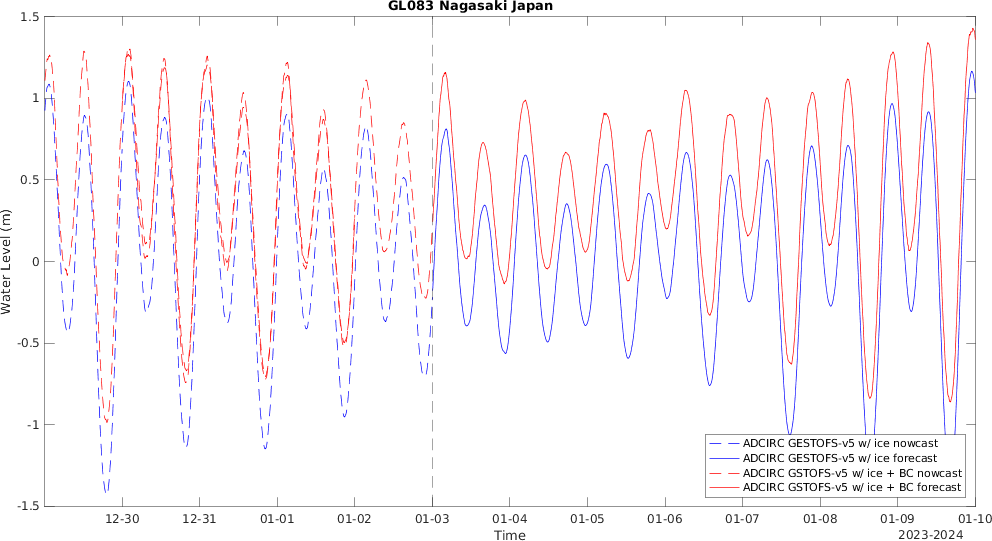 GL083 Nagasaki Japan
1.5
1
0.5
0
-0.5
-1
-1.5
Water Level (m)
12-30 12-31 01-01 01-02 01-03 01-04 01-05 01-06 01-07 01-08 01-09 01-10
Time
2023-2024
ADCIRC GESTOFS-v5 w/ ice nowcast
ADCIRC GESTOFS-v5 w/ ice forecast
ADCIRC GSTOFS-v5 w/ ice + BC nowcast
ADCIRC GSTOFS-v5 w/ ice + BC forecast